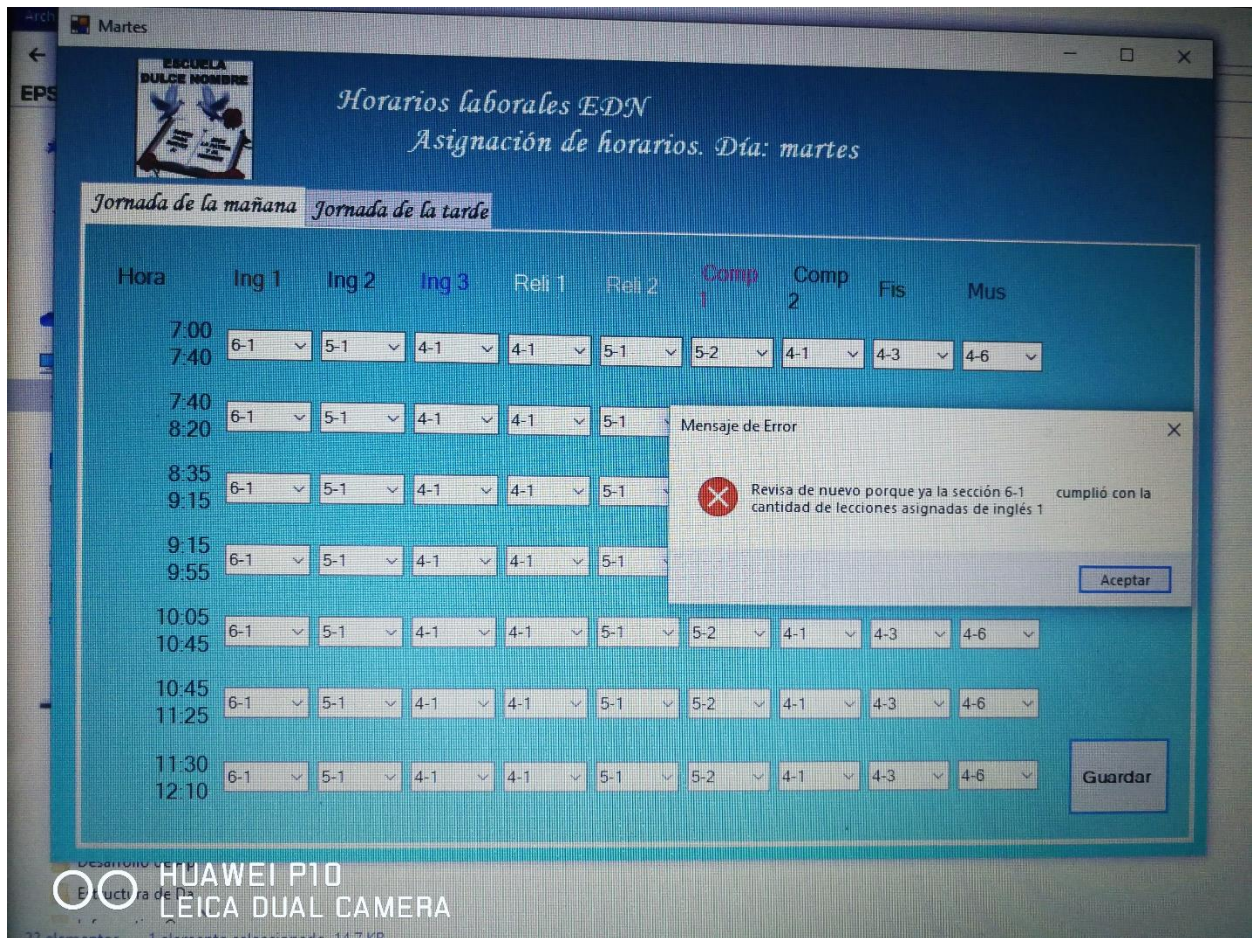 Arch
Martes
EPS
ESCUELA
DULCE NOMBRE
Horarios laborales EDN
Asignación de horarios. Día: martes
Jornada de la mañana Jornada de la tarde
Hora Ing 1 Ing 2 Ing 3 Reli 1 Reli 2 Comp 1 Comp 2 Fis Mus
7:00 7:40 6-1 5-1 4-1 4-1 5-1 5-2 4-1 4-3 4-6
7:40 8:20 6-1 5-1 4-1 4-1 5-1
8:35 9:15 6-1 5-1 4-1 4-1 5-1
9:15 9:55 6-1 5-1 4-1 4-1 5-1
Mensaje de Error
Revisa de nuevo porque ya la sección 6-1 cumplió con la
cantidad de lecciones asignadas de inglés 1
Aceptar
10:05 10:45 6-1 5-1 4-1 4-1 5-1 5-2 4-1 4-3 4-6
10:45 11:25 6-1 5-1 4-1 4-1 5-1 5-2 4-1 4-3 4-6
11:30 12:10 6-1 5-1 4-1 4-1 5-1 5-2 4-1 4-3 4-6
Guardar
HUAWEI P10
LEICA DUAL CAMERA